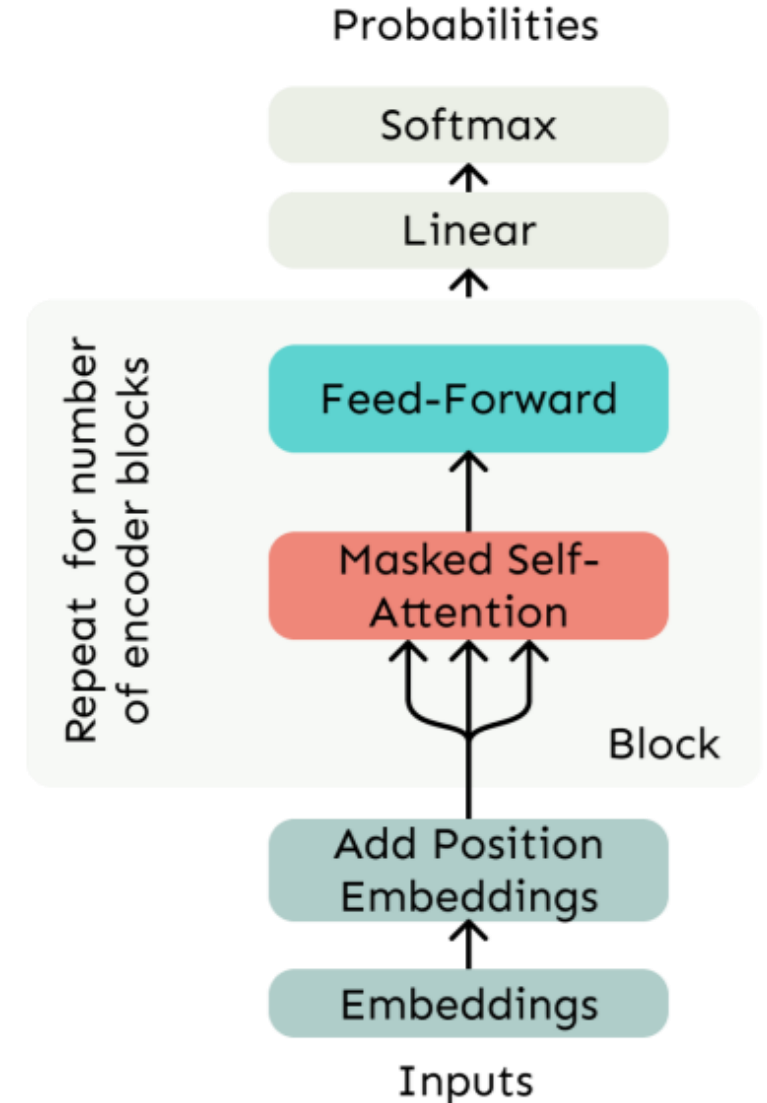 Probabilities
Softmax
Linear
Feed-Forward
Masked Self-
Attention
Repeat for number
of encoder blocks
Block
Add Position
Embeddings
Embeddings
Inputs